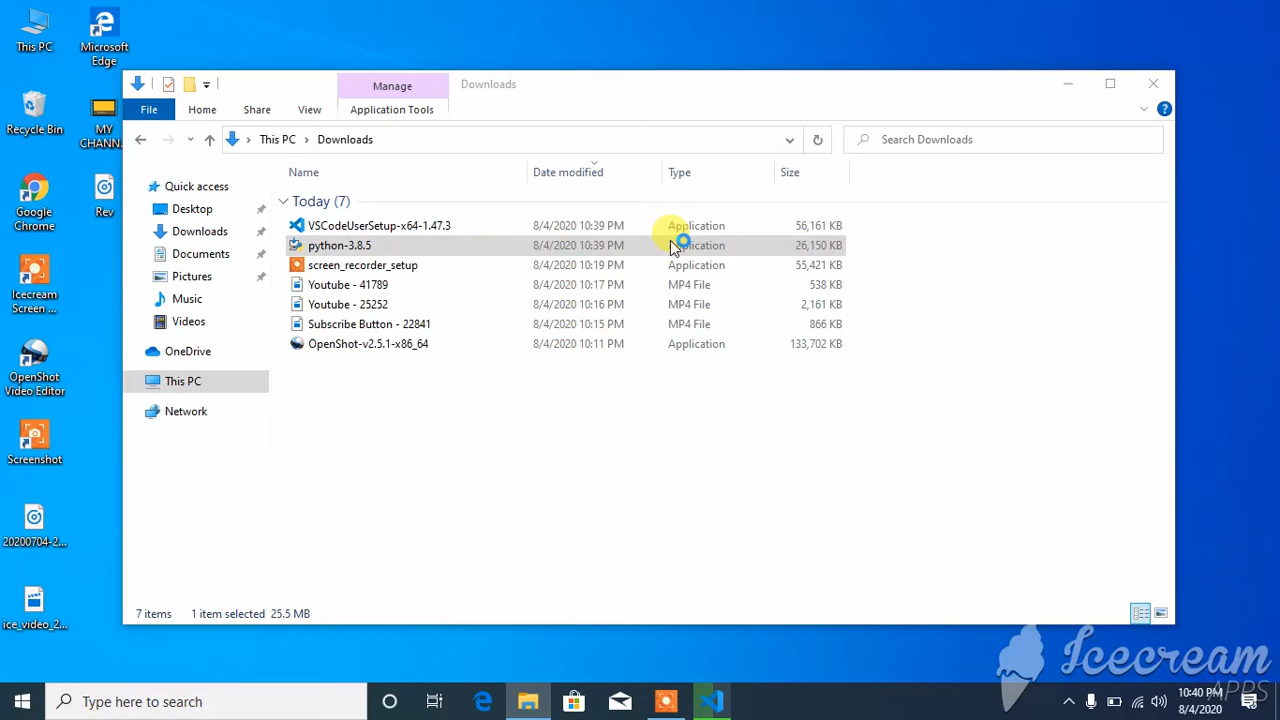 This PC
Microsoft
Edge
Recycle Bin
MY
CHANN...
Google
Chrome
Rev
Icecream
Screen ...
OpenShot
Video Editor
Screenshot
20200704-2...
ice_video_2...
Manage
Downloads
File
Home
Share
View
Application Tools
This PC
Downloads
Search Downloads
Name
Date modified
Type
Size
Quick access
Desktop
Downloads
Documents
Pictures
Music
Videos
OneDrive
This PC
Network
Today (7)
VSCodeUserSetup-x64-1.47.3 8/4/2020 10:39 PM Application 56,161 KB
python-3.8.5 8/4/2020 10:39 PM Application 26,150 KB
screen_recorder_setup 8/4/2020 10:19 PM Application 55,421 KB
Youtube - 41789 8/4/2020 10:17 PM MP4 File 538 KB
Youtube - 25252 8/4/2020 10:16 PM MP4 File 2,161 KB
Subscribe Button - 22841 8/4/2020 10:15 PM MP4 File 866 KB
OpenShot-v2.5.1-x86_64 8/4/2020 10:11 PM Application 133,702 KB
7 items 1 item selected 25.5 MB
Icecream
APPS
Type here to search
10:40 PM
8/4/2020